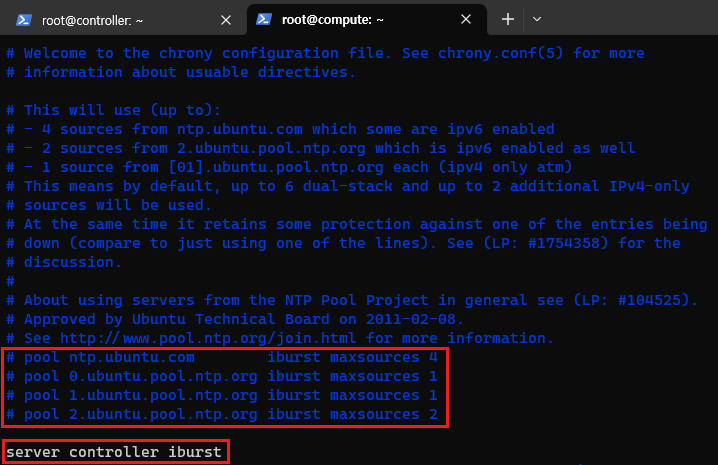 root@controller: ~
root@compute: ~
# Welcome to the chrony configuration file. See chrony.conf(5) for more
# information about usuable directives.
# This will use (up to):
# - 4 sources from ntp.ubuntu.com which some are ipv6 enabled
# - 2 sources from 2.ubuntu.pool.ntp.org which is ipv6 enabled as well
# - 1 source from [01].ubuntu.pool.ntp.org each (ipv4 only atm)
# This means by default, up to 6 dual-stack and up to 2 additional IPv4-only
# sources will be used.
# At the same time it retains some protection against one of the entries being
# down (compare to just using one of the lines). See (LP: #1754358) for the
# discussion.
#
# About using servers from the NTP Pool Project in general see (LP: #104525).
# Approved by Ubuntu Technical Board on 2011-02-08.
# See http://www.pool.ntp.org/join.html for more information.
# pool ntp.ubuntu.com        iburst maxsources 4
# pool 0.ubuntu.pool.ntp.org iburst maxsources 1
# pool 1.ubuntu.pool.ntp.org iburst maxsources 1
# pool 2.ubuntu.pool.ntp.org iburst maxsources 2
server controller iburst